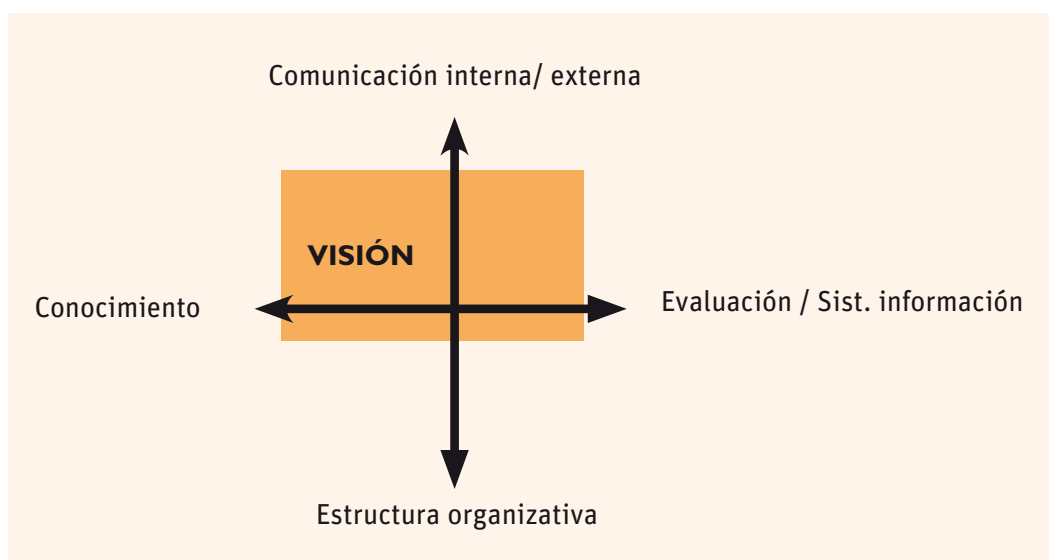 Comunicación interna/ externa
VISIÓN
Conocimiento
Evaluación / Sist. información
Estructura organizativa